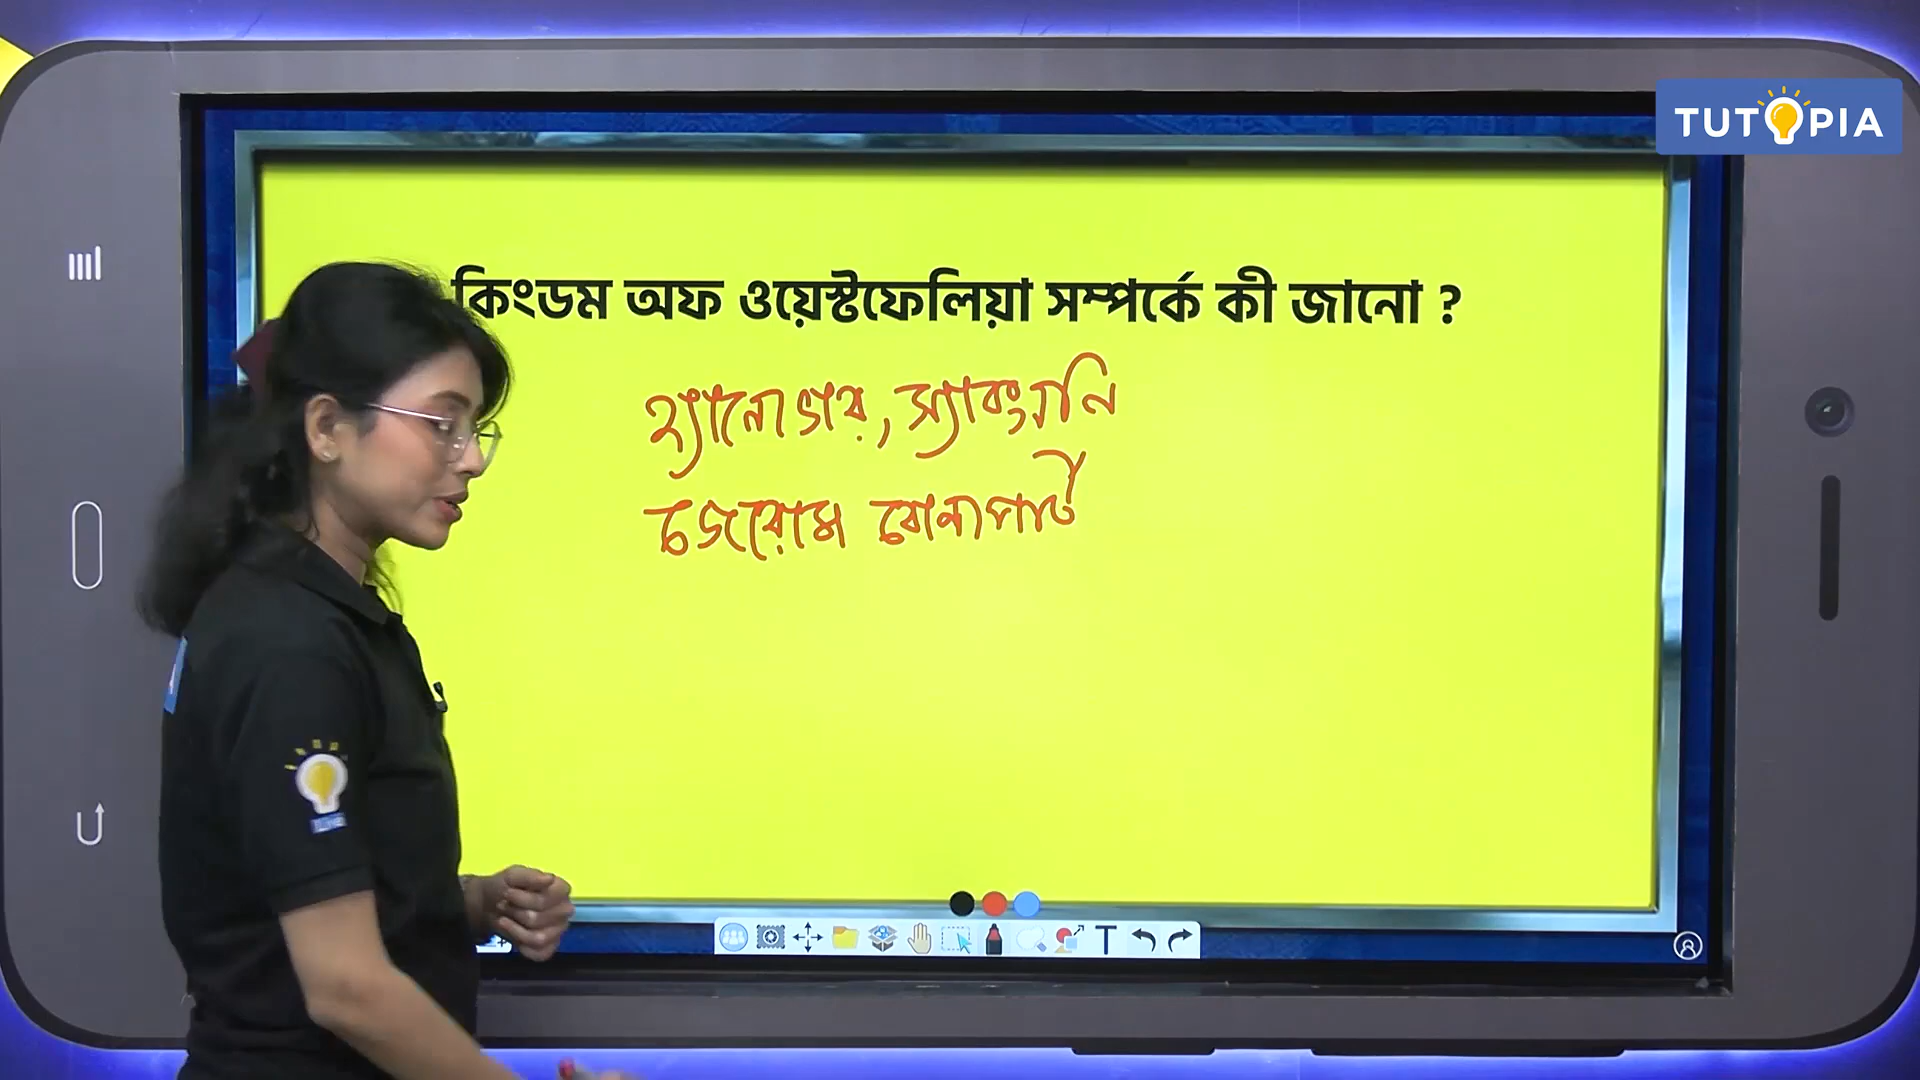 TUTOPIA
কিংডম অফ ওয়েস্টফেলিয়া সম্পর্কে কী জানো ?
হ্যানোভার, স্যাক্সনি
জেরোম বোনাপার্ট